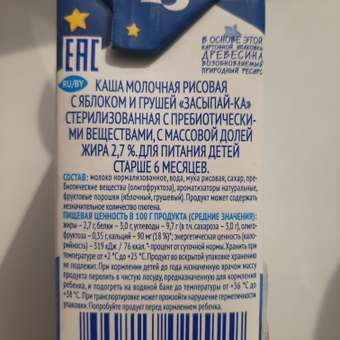 В ОСНОВЕ ЭТОЙ
КАРТОННОЙ УПАКОВКИ
ДРЕВЕСИНА
ВОЗОБНОВЛЯЕМЫЙ
ПРИРОДНЫЙ РЕСУРС
EAC
RU/BY
КАША МОЛОЧНАЯ РИСОВАЯ
С ЯБЛОКОМ И ГРУШЕЙ «ЗАСЫПАЙ-КА»
СТЕРИЛИЗОВАННАЯ С ПРЕБИОТИЧЕСКИ-
МИ ВЕЩЕСТВАМИ, С МАССОВОЙ ДОЛЕЙ
ЖИРА 2,7 %. ДЛЯ ПИТАНИЯ ДЕТЕЙ
СТАРШЕ 6 МЕСЯЦЕВ.
СОСТАВ: молоко нормализованное, вода, мука рисовая, сахар, пре-
биотические вещества (олигофруктоза), ароматизаторы натуральные,
фруктовые порошки (яблочный, грушевый). Продукт может содержать
незначительное количество глютена.
ПИЩЕВАЯ ЦЕННОСТЬ В 100 Г ПРОДУКТА (СРЕДНИЕ ЗНАЧЕНИЯ):
жиры – 2,7 г, белки – 3,0 г, углеводы – 9,7 г (в т.ч. сахароза – 3,0 г), олиго-
фруктоза – 0,35 г, кальций – 90 мг (18 %)*, энергетическая ценность (кало-
рийность) – 319 кДж / 76 ккал. *-процент от суточной нормы. Хранить при
температуре от +2 °С до +25 °С. Продукт во вскрытой упаковке хранению
не подлежит. При кормлении детей до года назначенную врачом массу
продукта перелить в чистую посуду, предназначенную для кормления
ребенка, и подогреть на водяной бане до температуры от +36 °С до
+38 °С. При транспортировке может произойти нарушение герметичности
упаковки. Попробуйте продукт перед кормлением ребенка.